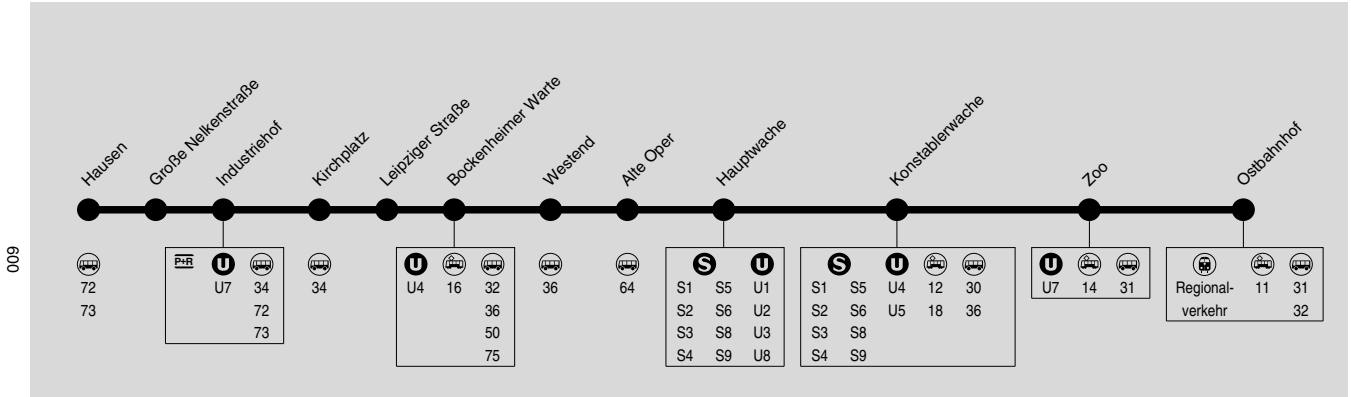 Hausen
Große Nelkenstraße
Industriehof
Kirchplatz
Leipziger Straße
Bockenheimer Warte
Westend
Alte Oper
Hauptwache
Konstablerwache
Zoo
Ostbahnhof
600
72
73
P+R U
U7 34
72
73
34
U
U4 16 32
36
50
75
36
64
S U
S1 S5 U1
S2 S6 U2
S3 S8 U3
S4 S9 U8
S U
S1 S5 U4 12 30
S2 S6 U5 18 36
S3 S8
S4 S9
U
U7 14 31
Regional- 11 31
verkehr 32